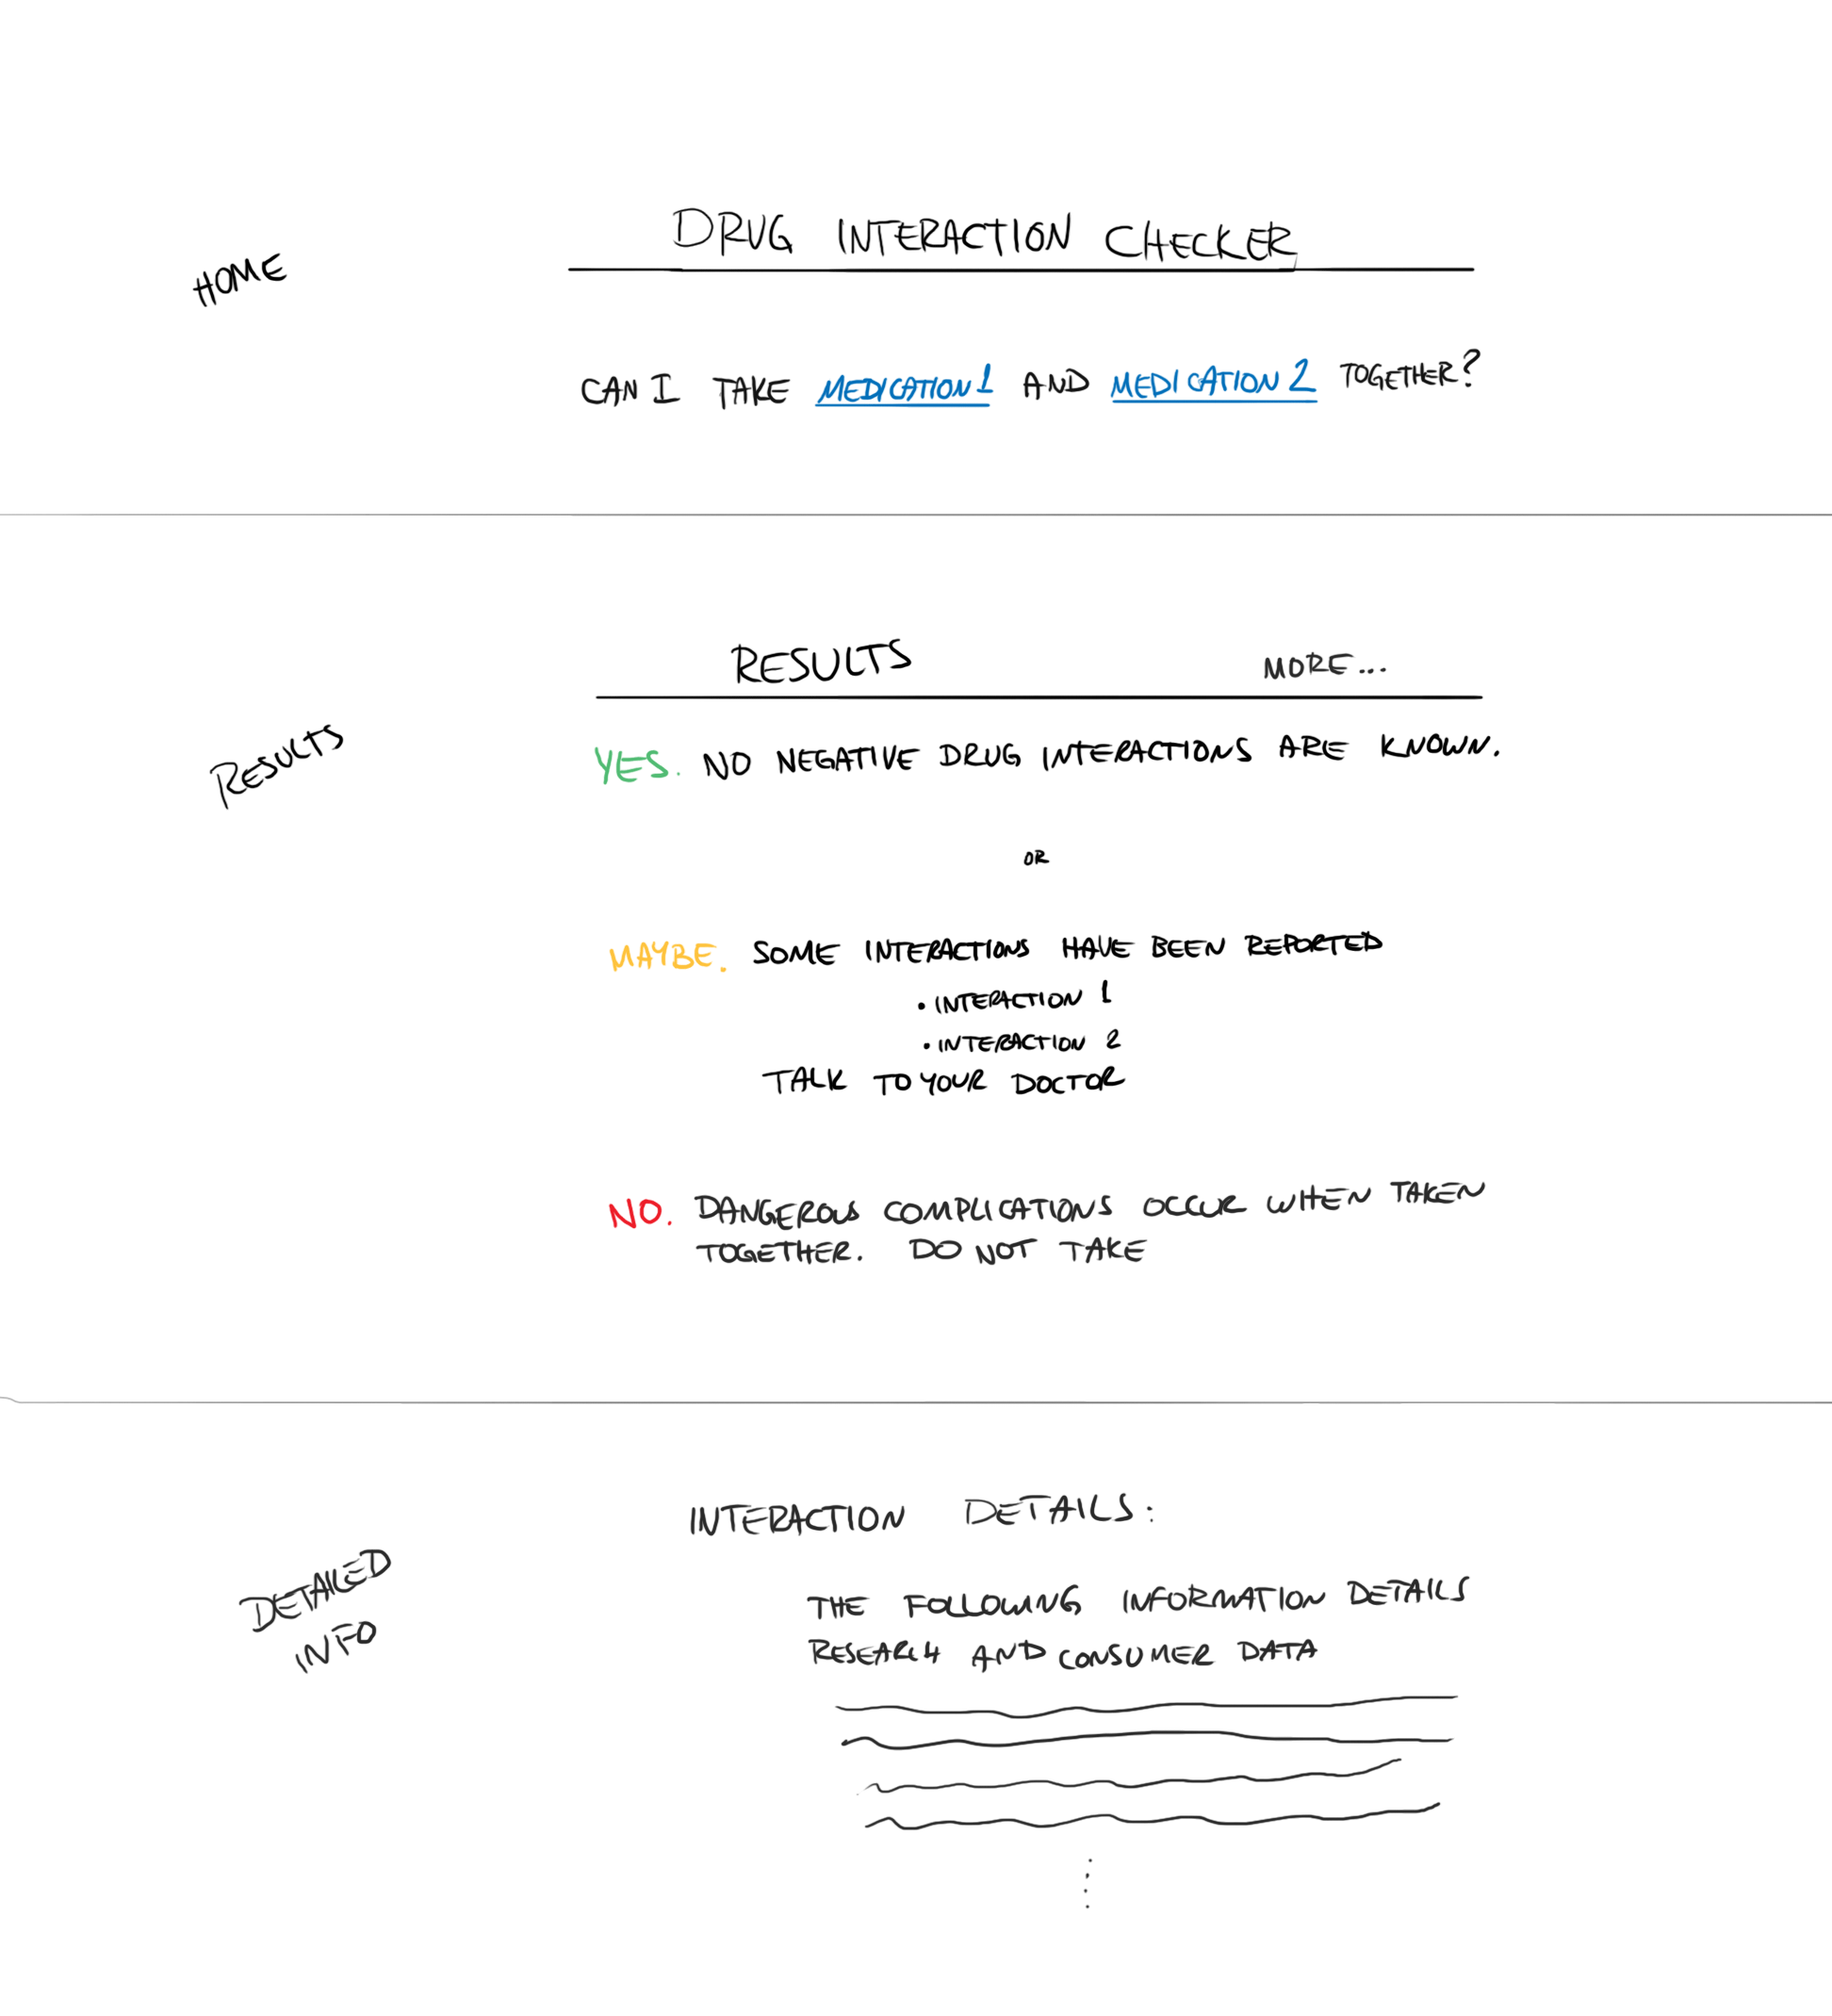 DRUG INTERACTION CHECKER
HOME
CAN I TAKE MEDICATION 1 AND MEDICATION 2 TOGETHER?
RESULTS MORE...
RESULTS
YES. NO NEGATIVE DRUG INTERACTIONS ARE KNOWN.
OR
MAYBE. SOME INTERACTIONS HAVE BEEN REPORTED
• INTERACTION 1
• INTERACTION 2
TALK TO YOUR DOCTOR
NO. DANGEROUS COMPLICATIONS OCCUR WHEN TAKEN
TOGETHER. DO NOT TAKE
INTERACTION DETAILS:
DETAILED
INFO
THE FOLLOWING INFORMATION DETAILS
RESEARCH AND CONSUMER DATA